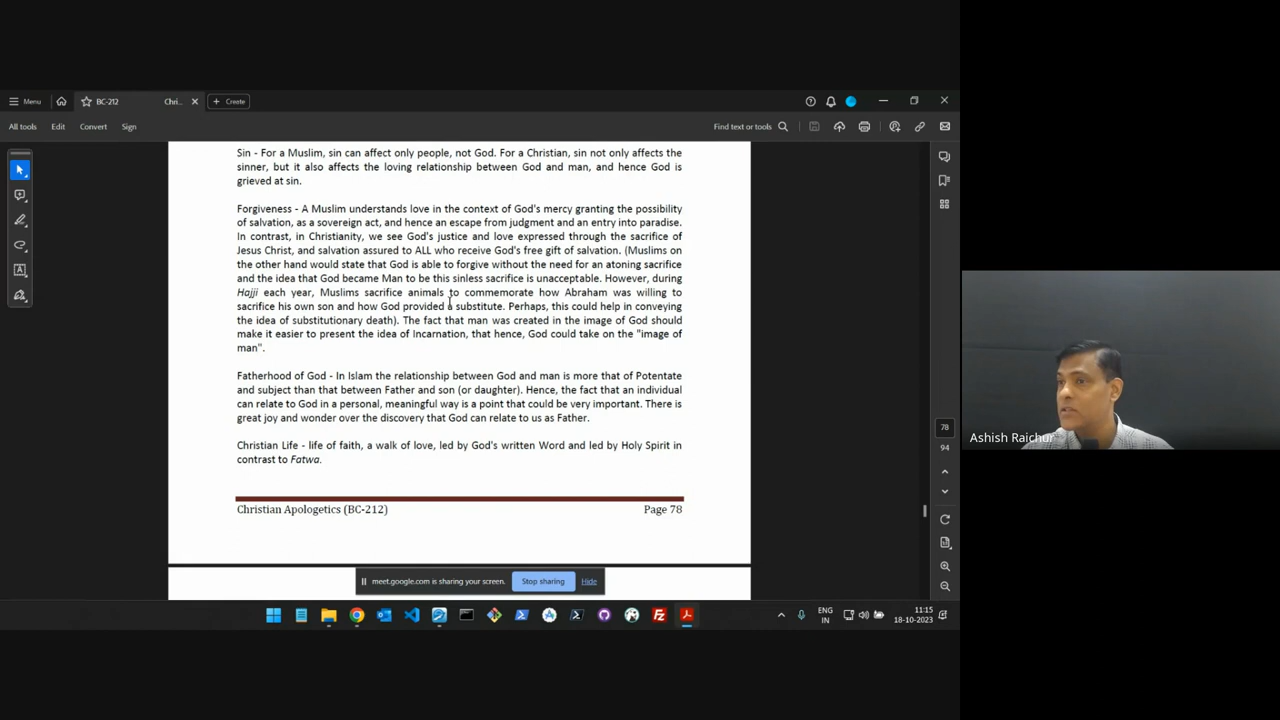 Menu
BC-212
Chri...
Create
All tools
Edit
Convert
Sign
Find text or tools
Sin - For a Muslim, sin can affect only people, not God. For a Christian, sin not only affects the
sinner, but it also affects the loving relationship between God and man, and hence God is
grieved at sin.
Forgiveness - A Muslim understands love in the context of God's mercy granting the possibility
of salvation, as a sovereign act, and hence an escape from judgment and an entry into paradise.
In contrast, in Christianity, we see God's justice and love expressed through the sacrifice of
Jesus Christ, and salvation assured to ALL who receive God's free gift of salvation. (Muslims on
the other hand would state that God is able to forgive without the need for an atoning sacrifice
and the idea that God became Man to be this sinless sacrifice is unacceptable. However, during
Hajji each year, Muslims sacrifice animals to commemorate how Abraham was willing to
sacrifice his own son and how God provided a substitute. Perhaps, this could help in conveying
the idea of substitutionary death). The fact that man was created in the image of God should
make it easier to present the idea of Incarnation, that hence, God could take on the "image of
man".
Fatherhood of God - In Islam the relationship between God and man is more that of Potentate
and subject than that between Father and son (or daughter). Hence, the fact that an individual
can relate to God in a personal, meaningful way is a point that could be very important. There is
great joy and wonder over the discovery that God can relate to us as Father.
Christian Life - life of faith, a walk of love, led by God's written Word and led by Holy Spirit in
contrast to Fatwa.
Christian Apologetics (BC-212)
Page 78
78
94
Ashish Raichur
meet.google.com is sharing your screen.
Stop sharing
Hide
ENG
IN
11:15
18-10-2023